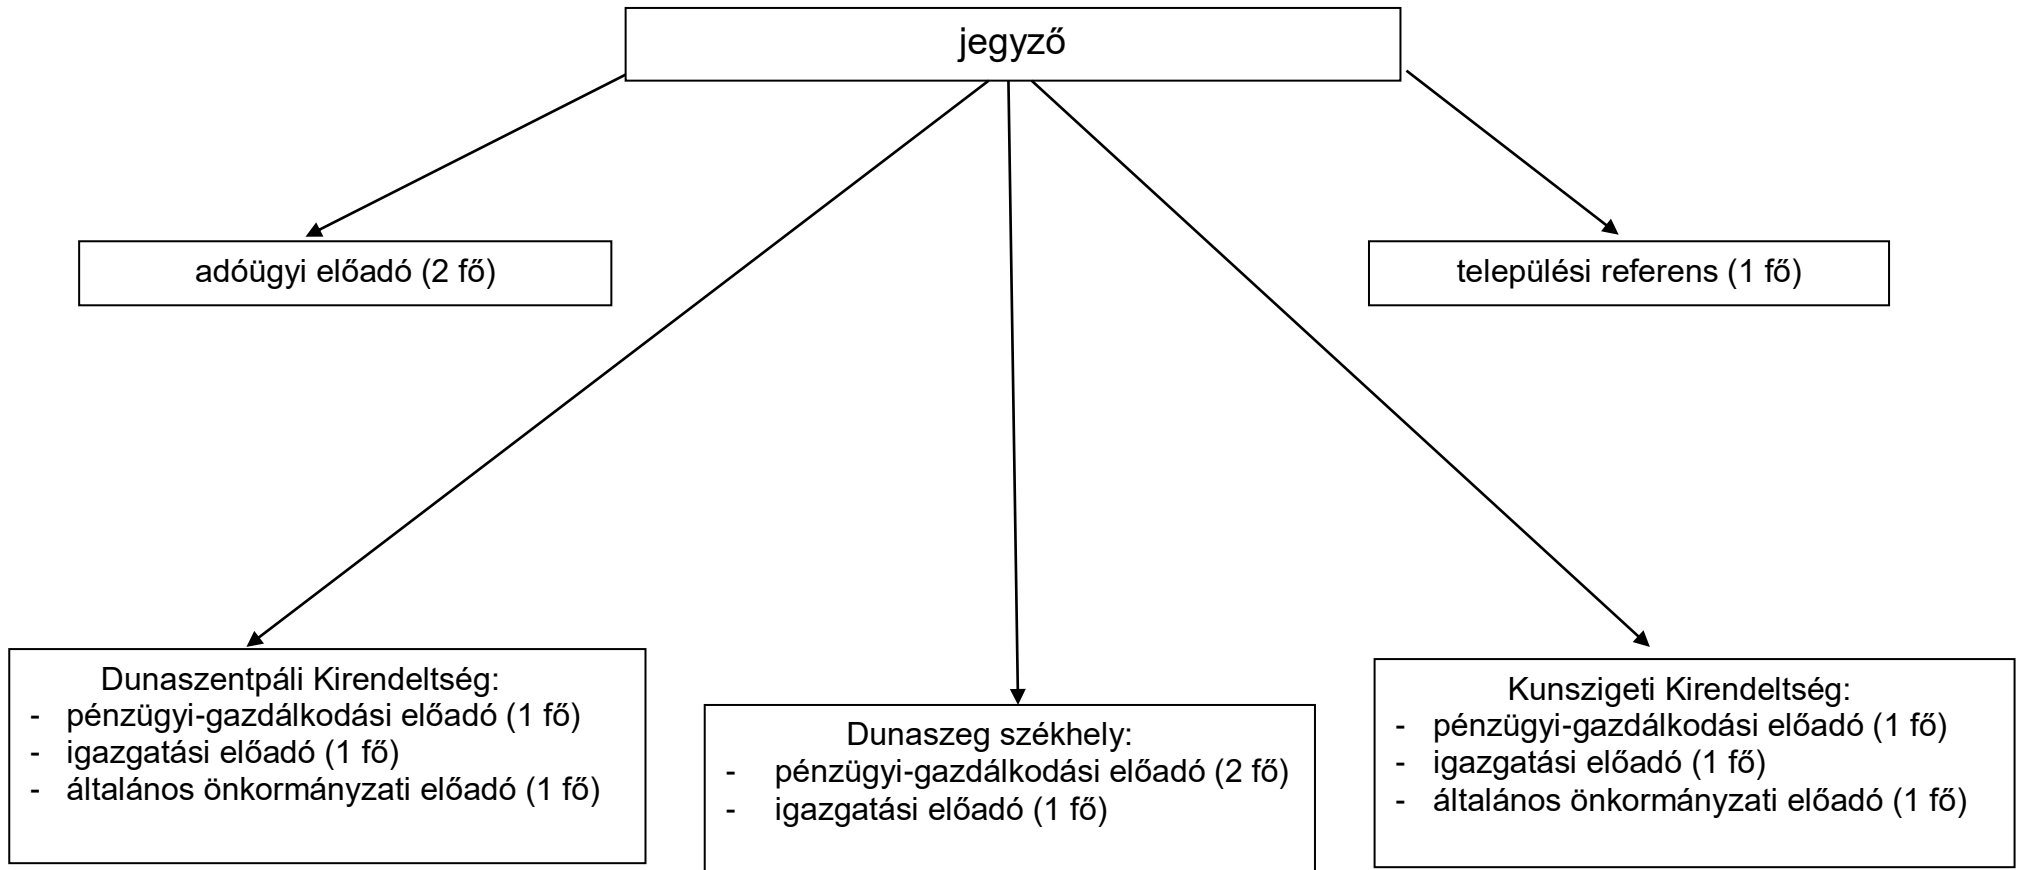 jegyző
adóügyi előadó (2 fő)
települési referens (1 fő)
Dunaszentpáli Kirendeltség:
- pénzügyi-gazdálkodási előadó (1 fő)
- igazgatási előadó (1 fő)
- általános önkormányzati előadó (1 fő)
Dunaszeg székhely:
- pénzügyi-gazdálkodási előadó (2 fő)
- igazgatási előadó (1 fő)
Kunszigeti Kirendeltség:
- pénzügyi-gazdálkodási előadó (1 fő)
- igazgatási előadó (1 fő)
- általános önkormányzati előadó (1 fő)